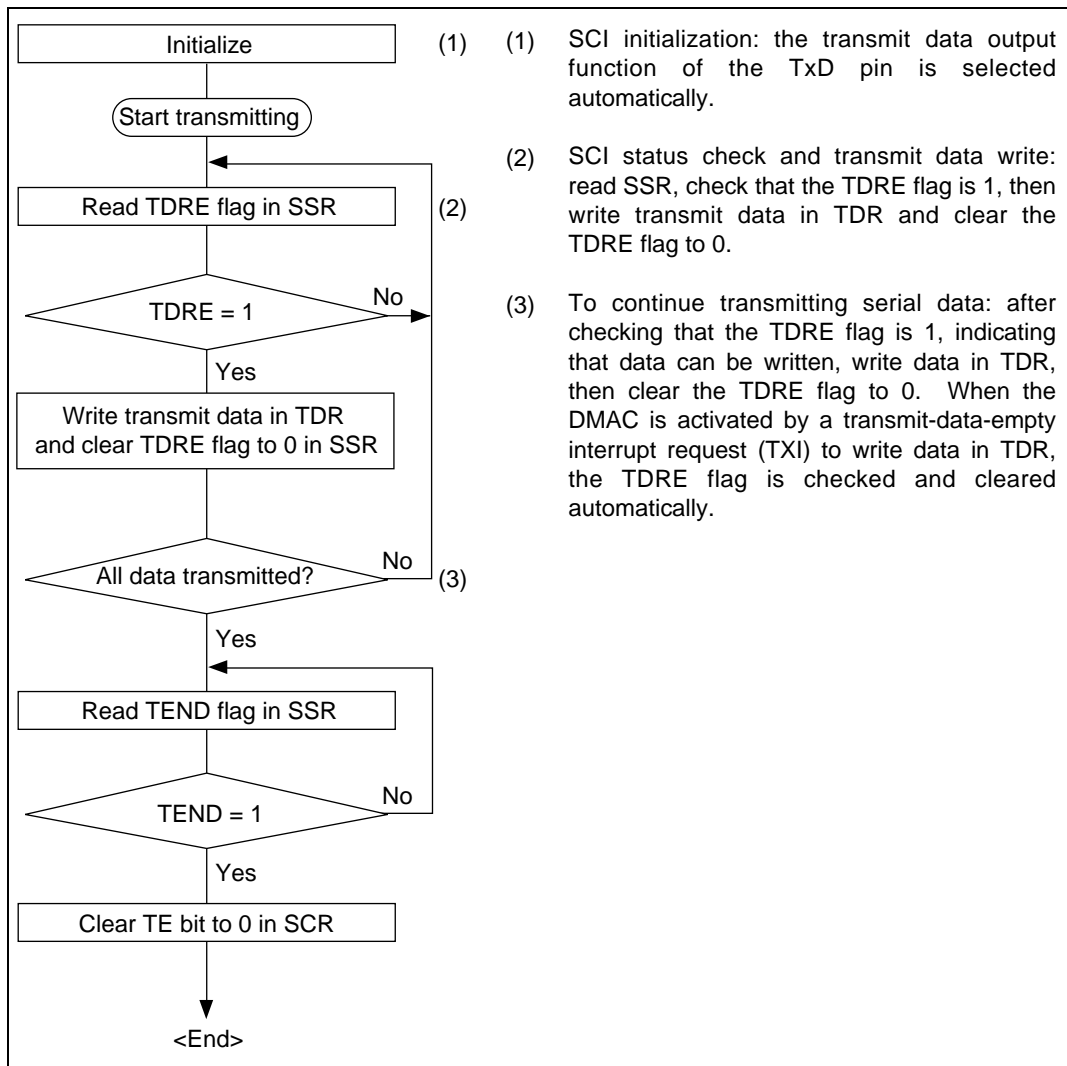 Initialize
(1)
Start transmitting
Read TDRE flag in SSR
(2)
TDRE = 1
No
Yes
Write transmit data in TDR
and clear TDRE flag to 0 in SSR
All data transmitted?
No
(3)
Yes
Read TEND flag in SSR
TEND = 1
No
Yes
Clear TE bit to 0 in SCR
<End>
(1) SCI initialization: the transmit data output
function of the TxD pin is selected
automatically.
(2) SCI status check and transmit data write:
read SSR, check that the TDRE flag is 1, then
write transmit data in TDR and clear the
TDRE flag to 0.
(3) To continue transmitting serial data: after
checking that the TDRE flag is 1, indicating
that data can be written, write data in TDR,
then clear the TDRE flag to 0. When the
DMAC is activated by a transmit-data-empty
interrupt request (TXI) to write data in TDR,
the TDRE flag is checked and cleared
automatically.